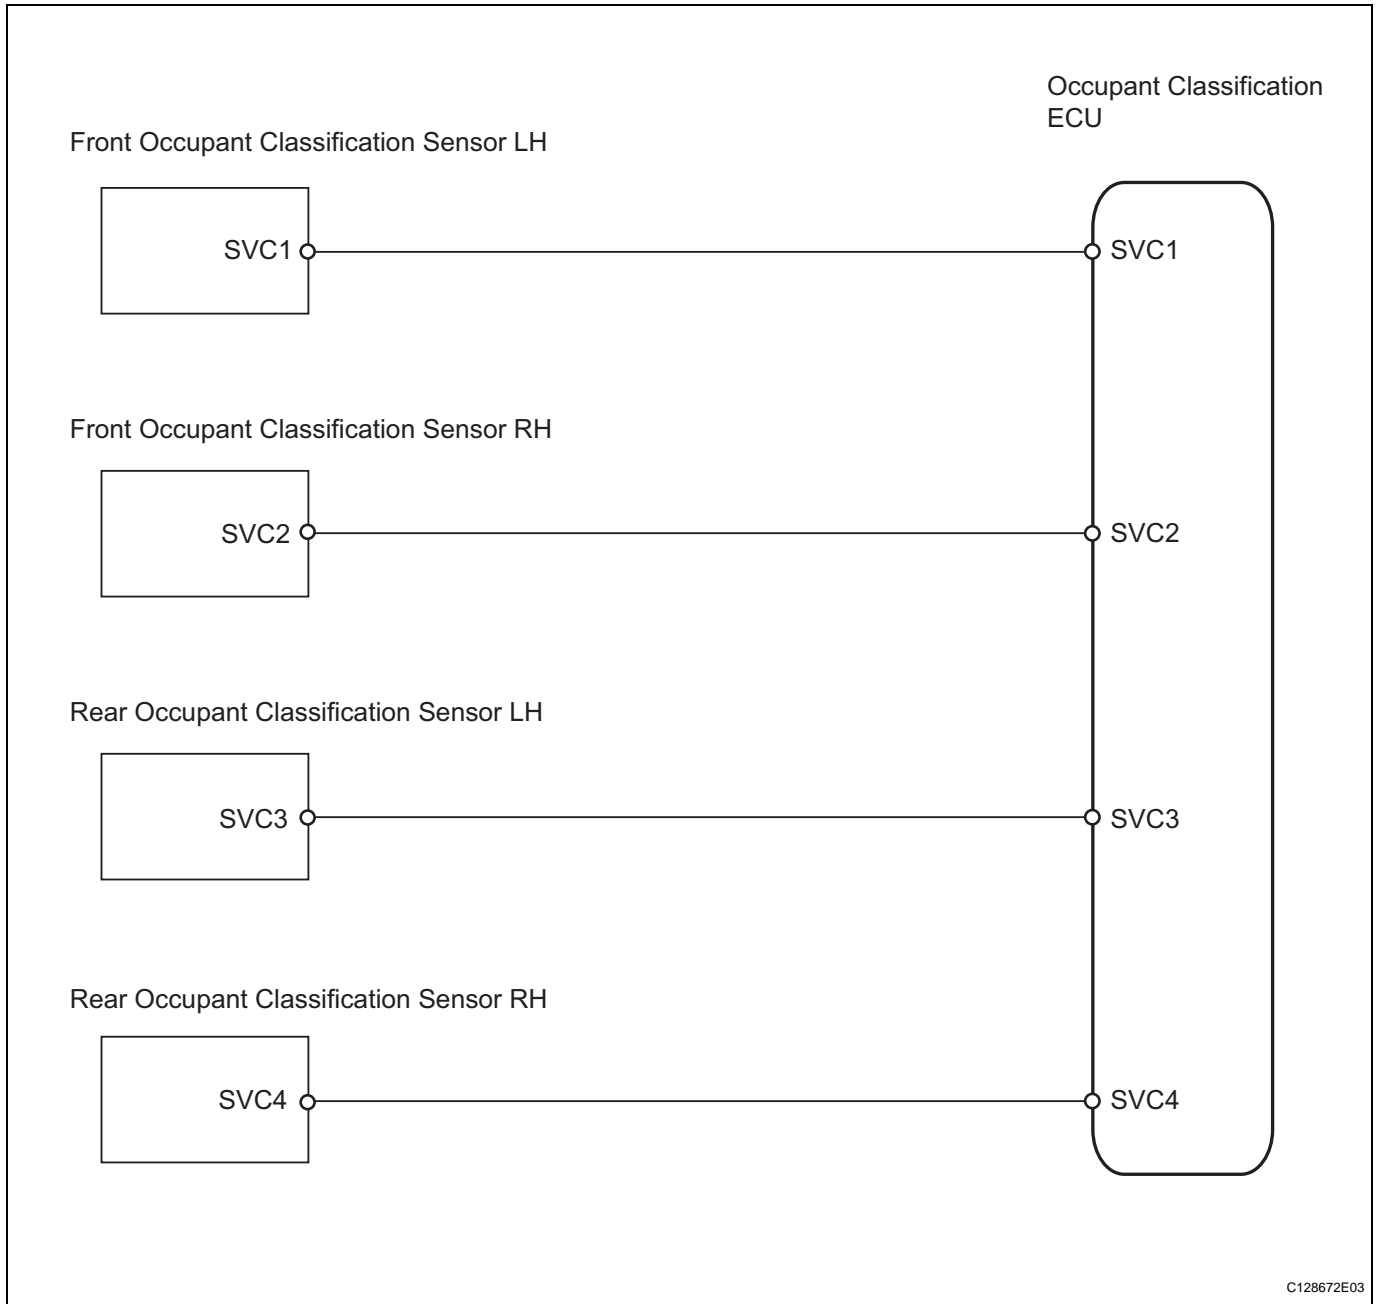 Occupant Classification
ECU
Front Occupant Classification Sensor LH
SVC1
SVC1
Front Occupant Classification Sensor RH
SVC2
SVC2
Rear Occupant Classification Sensor LH
SVC3
SVC3
Rear Occupant Classification Sensor RH
SVC4
SVC4
C128672E03